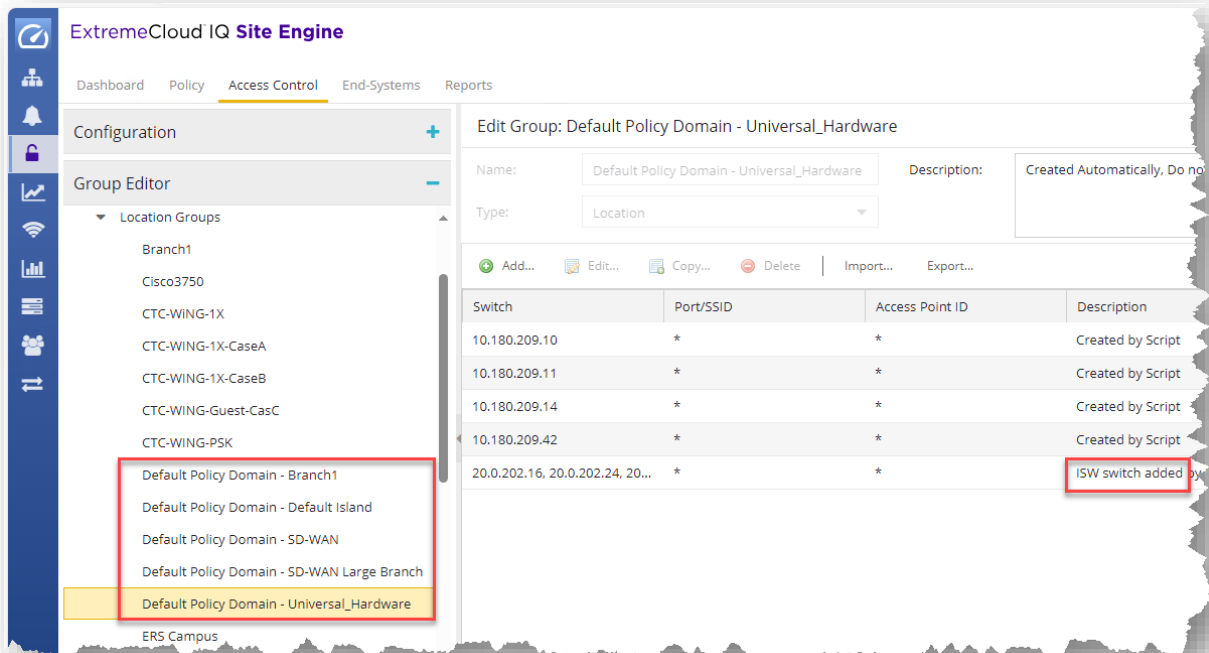 ExtremeCloud™ IQ Site Engine
Dashboard Policy Access Control End-Systems Reports
Configuration
Group Editor
Location Groups
Branch1
Cisco3750
CTC-WiNG-1X
CTC-WING-1X-CaseA
CTC-WING-1X-CaseB
CTC-WING-Guest-CasC
CTC-WING-PSK
Default Policy Domain - Branch1
Default Policy Domain - Default Island
Default Policy Domain - SD-WAN
Default Policy Domain - SD-WAN Large Branch
Default Policy Domain - Universal_Hardware
ERS Campus
Edit Group: Default Policy Domain - Universal_Hardware
Name: Default Policy Domain - Universal_Hardware Description: Created Automatically, Do no
Type: Location
Add... Edit... Copy... Delete Import... Export...
Switch Port/SSID Access Point ID Description
10.180.209.10 * * Created by Script
10.180.209.11 * * Created by Script
10.180.209.14 * * Created by Script
10.180.209.42 * * Created by Script
20.0.202.16, 20.0.202.24, 20... * * ISW switch added by